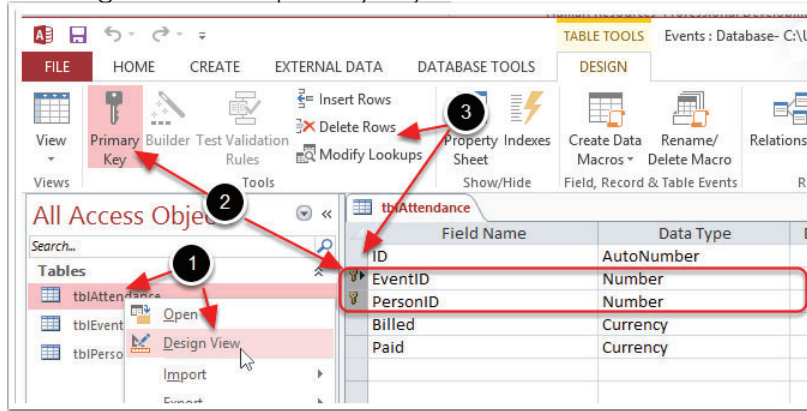 TABLE TOOLS Events : Database- C:\U
FILE HOME CREATE EXTERNAL DATA DATABASE TOOLS DESIGN
View
Primary Key
Builder
Test Validation Rules
Insert Rows
Delete Rows
Modify Lookups
Property Sheet
Indexes
Create Data Macros
Rename/ Delete Macro
Views
Tools
Show/Hide
Field, Record & Table Events
3
2
1
All Access Obje
Search...
Tables
tblAttendance
tblEvent
tblPerso
Open
Design View
Import
tblAttendance
Field Name Data Type
ID AutoNumber
EventID Number
PersonID Number
Billed Currency
Paid Currency